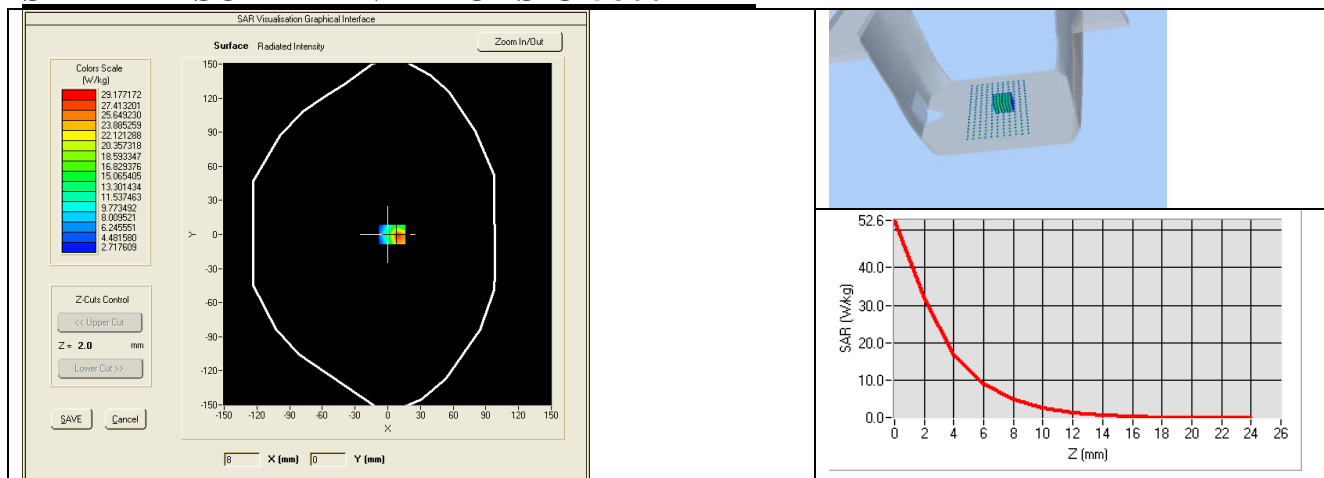 SAR Visualisation Graphical Interface
Surface Radiated Intensity
Zoom In/Out
Colors Scale
(W/kg)
29.177172
27.413201
25.649230
23.885259
22.121288
20.357318
18.593347
16.829376
15.065405
13.301434
11.537463
9.773492
8.009521
6.245551
4.481580
2.717609
Z-Cuts Control
<< Upper Cut
Z = 2.0 mm
Lower Cut >>
SAVE Cancel
150
120
90
60
30
0
-30
-60
-90
-120
-150
Y
-150 -120 -90 -60 -30 0 30 60 90 120 150
X
8 X (mm) 0 Y (mm)
52.6
40.0
30.0
20.0
10.0
0.0
SAR (W/kg)
0 2 4 6 8 10 12 14 16 18 20 22 24 26
Z (mm)